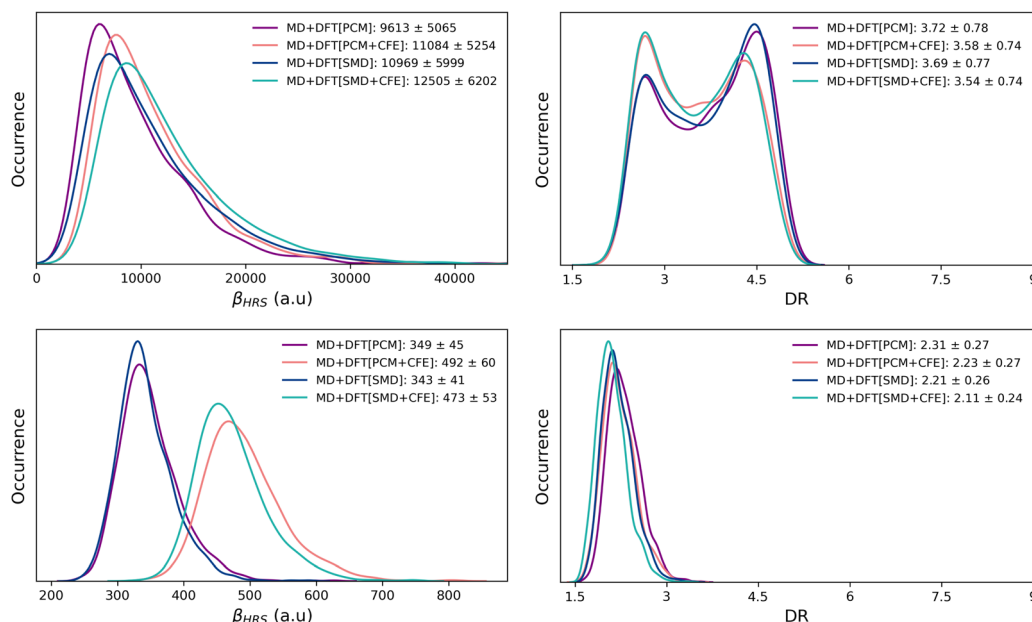 MD+DFT[PCM]: 9613 ± 5065
MD+DFT[PCM+CFE]: 11084 ± 5254
MD+DFT[SMD]: 10969 ± 5999
MD+DFT[SMD+CFE]: 12505 ± 6202
Occurrence
0 10000 20000 30000 40000
βHRS (a.u)
MD+DFT[PCM]: 3.72 ± 0.78
MD+DFT[PCM+CFE]: 3.58 ± 0.74
MD+DFT[SMD]: 3.69 ± 0.77
MD+DFT[SMD+CFE]: 3.54 ± 0.74
Occurrence
1.5 3 4.5 6 7.5 9
DR
MD+DFT[PCM]: 349 ± 45
MD+DFT[PCM+CFE]: 492 ± 60
MD+DFT[SMD]: 343 ± 41
MD+DFT[SMD+CFE]: 473 ± 53
Occurrence
200 300 400 500 600 700 800
βHRS (a.u)
MD+DFT[PCM]: 2.31 ± 0.27
MD+DFT[PCM+CFE]: 2.23 ± 0.27
MD+DFT[SMD]: 2.21 ± 0.26
MD+DFT[SMD+CFE]: 2.11 ± 0.24
Occurrence
1.5 3 4.5 6 7.5 9
DR